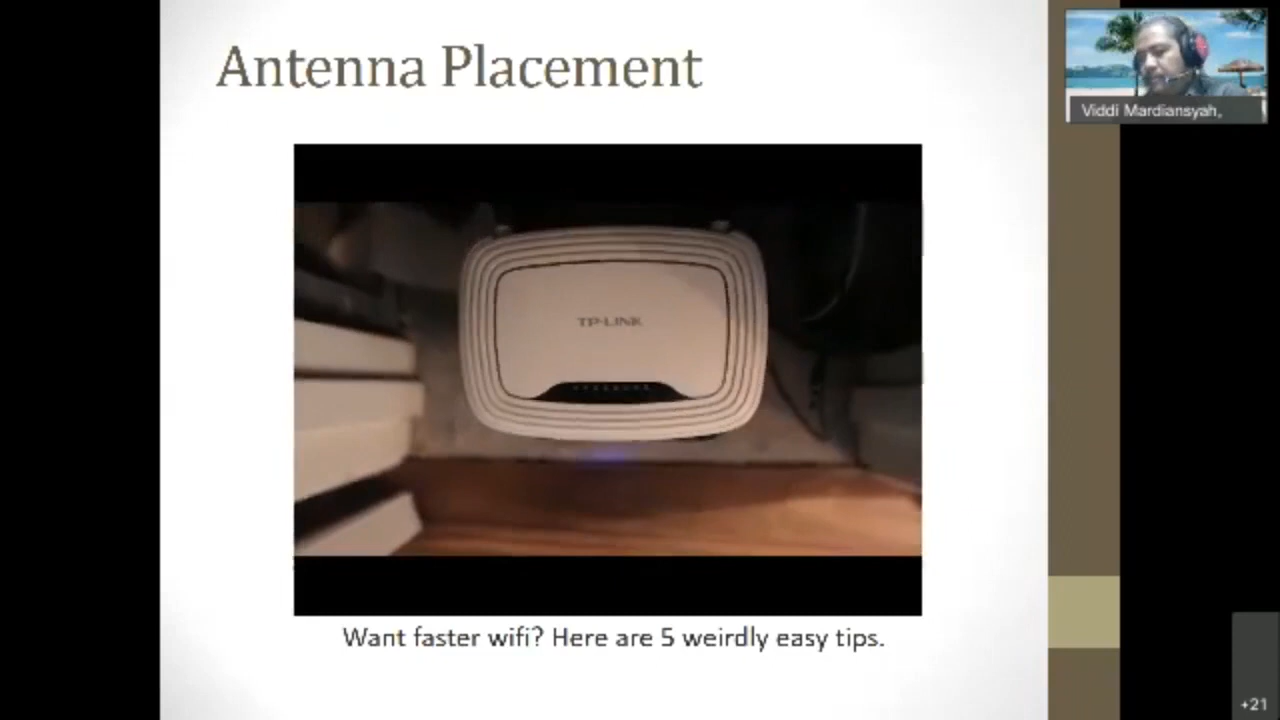 Antenna Placement
Viddi Mardiansyah,
TP-LINK
Want faster wifi? Here are 5 weirdly easy tips.
+21